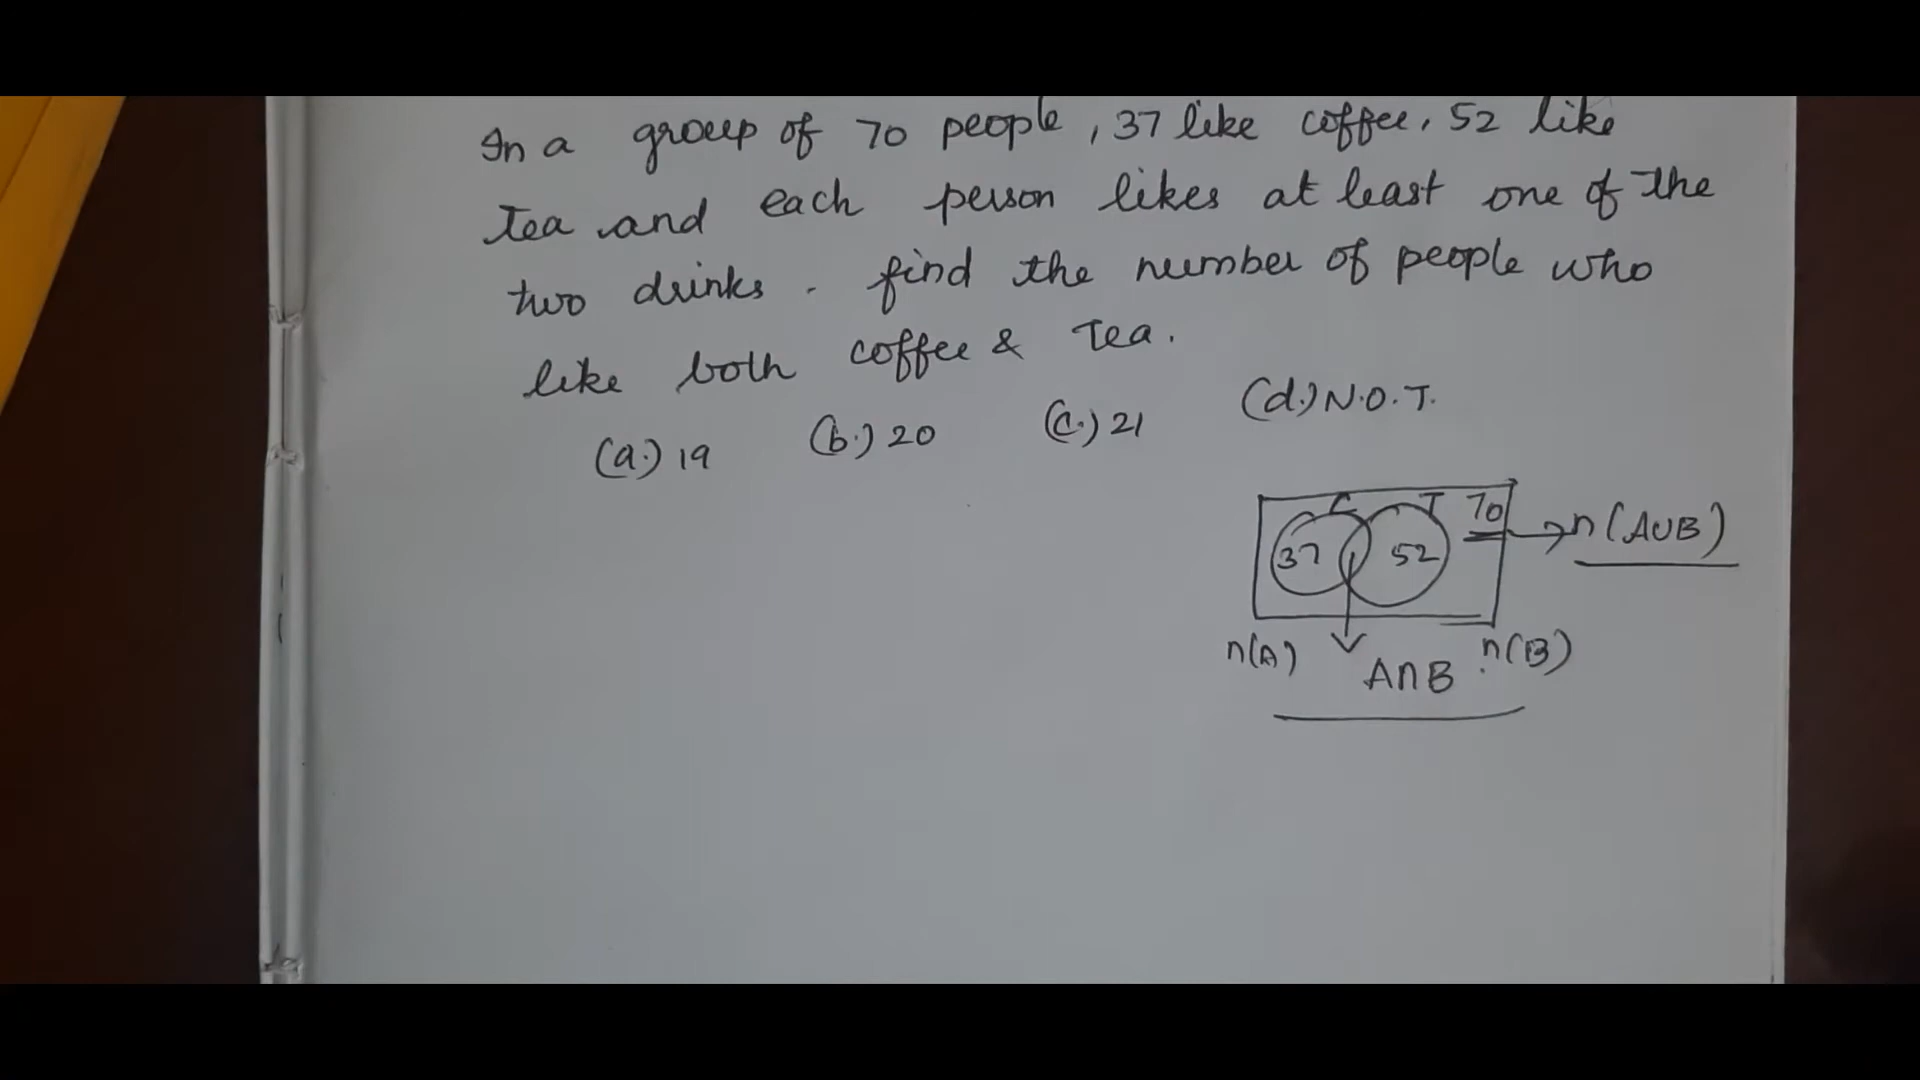 In a group of 70 people, 37 like coffee, 52 like
Tea and each person likes at least one of the
two drinks. find the number of people who
like both coffee & Tea.
(a.) 19 (b.) 20 (c.) 21 (d.) N.O.T.
C T 70 → n(A∪B)
37 52
n(A) A∩B n(B)